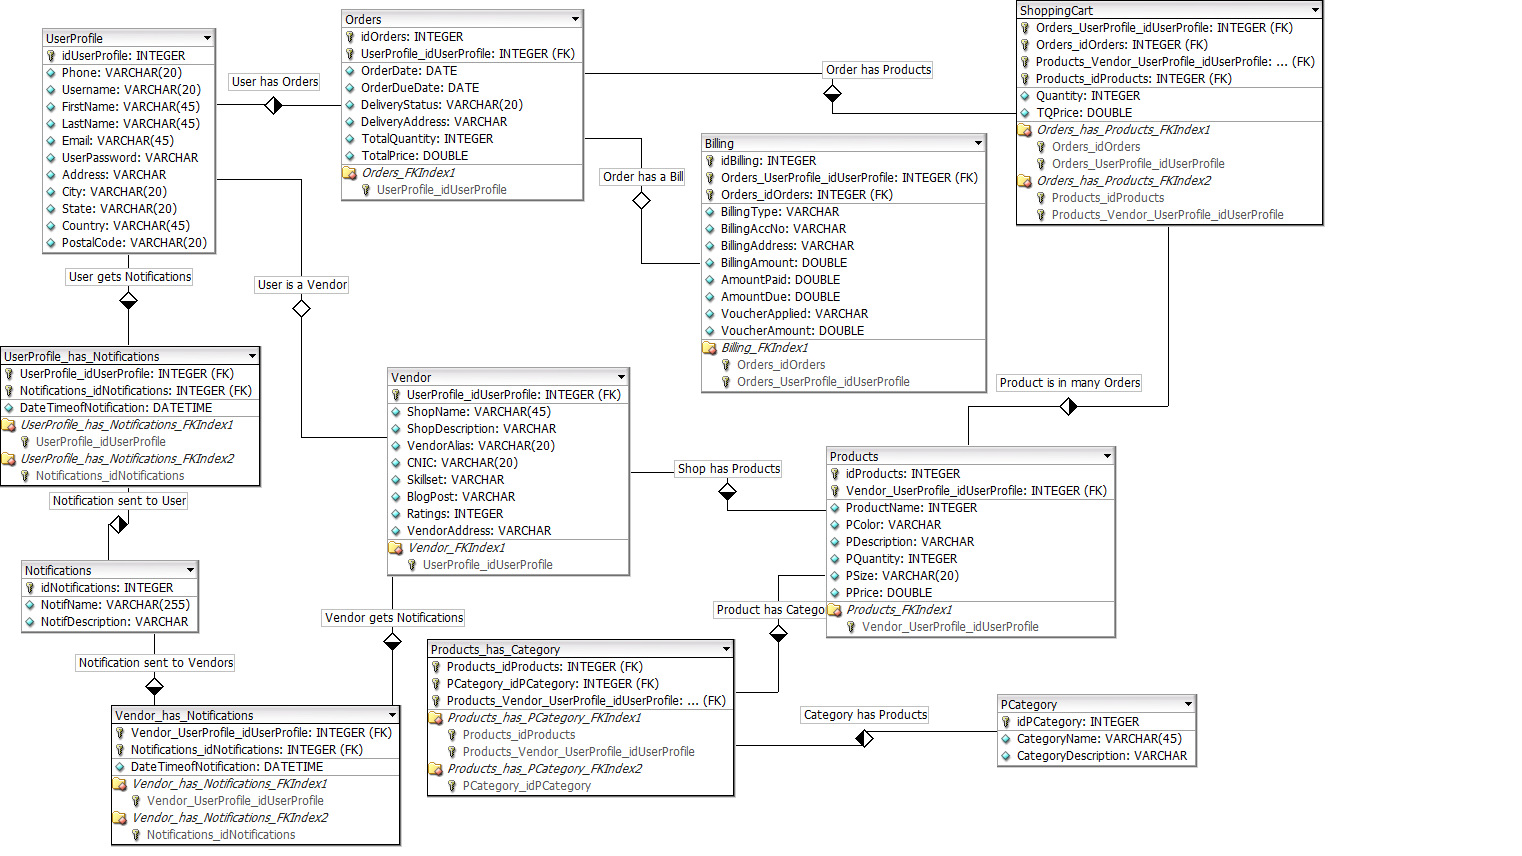 UserProfile
idUserProfile: INTEGER
Phone: VARCHAR(20)
Username: VARCHAR(20)
FirstName: VARCHAR(45)
LastName: VARCHAR(45)
Email: VARCHAR(45)
UserPassword: VARCHAR
Address: VARCHAR
City: VARCHAR(20)
State: VARCHAR(20)
Country: VARCHAR(45)
PostalCode: VARCHAR(20)
User has Orders
Orders
idOrders: INTEGER
UserProfile_idUserProfile: INTEGER (FK)
OrderDate: DATE
OrderDueDate: DATE
DeliveryStatus: VARCHAR(20)
DeliveryAddress: VARCHAR
TotalQuantity: INTEGER
TotalPrice: DOUBLE
Orders_FKIndex1
UserProfile_idUserProfile
Order has Products
ShoppingCart
Orders_UserProfile_idUserProfile: INTEGER (FK)
Orders_idOrders: INTEGER (FK)
Products_Vendor_UserProfile_idUserProfile: ... (FK)
Products_idProducts: INTEGER (FK)
Quantity: INTEGER
TQPrice: DOUBLE
Orders_has_Products_FKIndex1
Orders_idOrders
Orders_UserProfile_idUserProfile
Orders_has_Products_FKIndex2
Products_idProducts
Products_Vendor_UserProfile_idUserProfile
Order has a Bill
Billing
idBilling: INTEGER
Orders_UserProfile_idUserProfile: INTEGER (FK)
Orders_idOrders: INTEGER (FK)
BillingType: VARCHAR
BillingAccNo: VARCHAR
BillingAddress: VARCHAR
BillingAmount: DOUBLE
AmountPaid: DOUBLE
AmountDue: DOUBLE
VoucherApplied: VARCHAR
VoucherAmount: DOUBLE
Billing_FKIndex1
Orders_idOrders
Orders_UserProfile_idUserProfile
User gets Notifications
User is a Vendor
UserProfile_has_Notifications
UserProfile_idUserProfile: INTEGER (FK)
Notifications_idNotifications: INTEGER (FK)
DateTimeofNotification: DATETIME
UserProfile_has_Notifications_FKIndex1
UserProfile_idUserProfile
UserProfile_has_Notifications_FKIndex2
Notifications_idNotifications
Notification sent to User
Vendor
UserProfile_idUserProfile: INTEGER (FK)
ShopName: VARCHAR(45)
ShopDescription: VARCHAR
VendorAlias: VARCHAR(20)
CNIC: VARCHAR(20)
Skillset: VARCHAR
BlogPost: VARCHAR
Ratings: INTEGER
VendorAddress: VARCHAR
Vendor_FKIndex1
UserProfile_idUserProfile
Product is in many Orders
Shop has Products
Products
idProducts: INTEGER
Vendor_UserProfile_idUserProfile: INTEGER (FK)
ProductName: INTEGER
PColor: VARCHAR
PDescription: VARCHAR
PQuantity: INTEGER
PSize: VARCHAR(20)
PPrice: DOUBLE
Products_FKIndex1
Vendor_UserProfile_idUserProfile
Notifications
idNotifications: INTEGER
NotifName: VARCHAR(255)
NotifDescription: VARCHAR
Vendor gets Notifications
Product has Catego
Notification sent to Vendors
Products_has_Category
Products_idProducts: INTEGER (FK)
PCategory_idPCategory: INTEGER (FK)
Products_Vendor_UserProfile_idUserProfile: ... (FK)
Products_has_PCategory_FKIndex1
Products_idProducts
Products_Vendor_UserProfile_idUserProfile
Products_has_PCategory_FKIndex2
PCategory_idPCategory
Category has Products
PCategory
idPCategory: INTEGER
CategoryName: VARCHAR(45)
CategoryDescription: VARCHAR
Vendor_has_Notifications
Vendor_UserProfile_idUserProfile: INTEGER (FK)
Notifications_idNotifications: INTEGER (FK)
DateTimeofNotification: DATETIME
Vendor_has_Notifications_FKIndex1
Vendor_UserProfile_idUserProfile
Vendor_has_Notifications_FKIndex2
Notifications_idNotifications